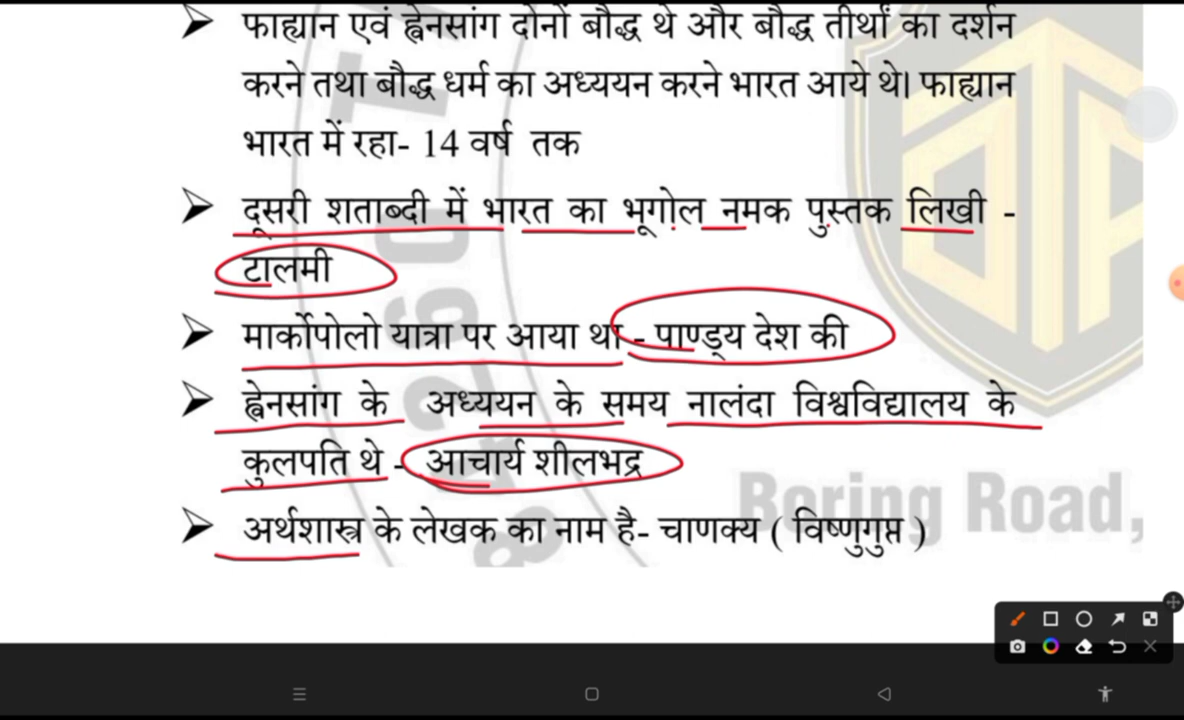 फाह्यान एवं ह्वेनसांग दोनों बौद्ध थे और बौद्ध तीर्थों का दर्शन
करने तथा बौद्ध धर्म का अध्ययन करने भारत आये थे। फाह्यान
भारत में रहा- 14 वर्ष तक
➤ दूसरी शताब्दी में भारत का भूगोल नमक पुस्तक लिखी -
टालमी
➤ मार्कोपोलो यात्रा पर आया था - पाण्ड्य देश की
➤ ह्वेनसांग के अध्ययन के समय नालंदा विश्वविद्यालय के
कुलपति थे - आचार्य शीलभद्र
➤ अर्थशास्त्र के लेखक का नाम है- चाणक्य ( विष्णुगुप्त )
Boring Road,